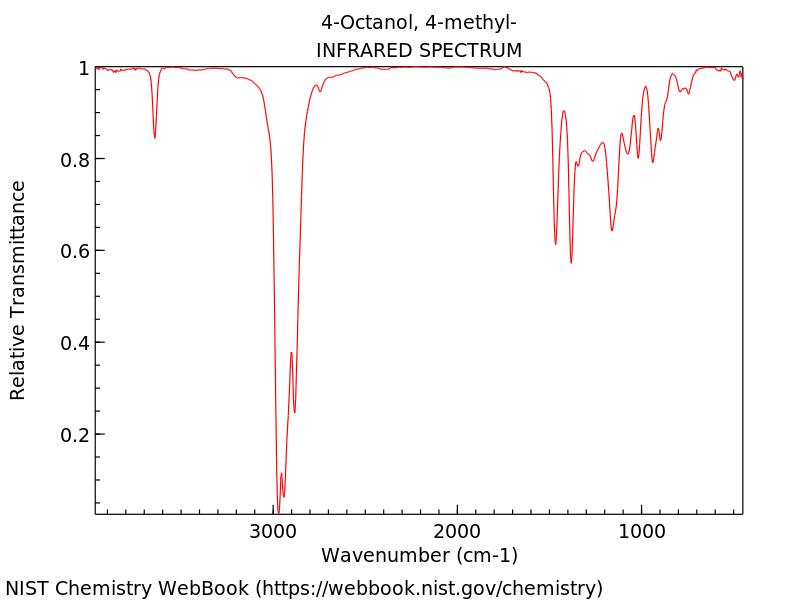 4-Octanol, 4-methyl-
INFRARED SPECTRUM
1
0.8
0.6
0.4
0.2
Relative Transmittance
3000 2000 1000
Wavenumber (cm-1)
NIST Chemistry WebBook (https://webbook.nist.gov/chemistry)